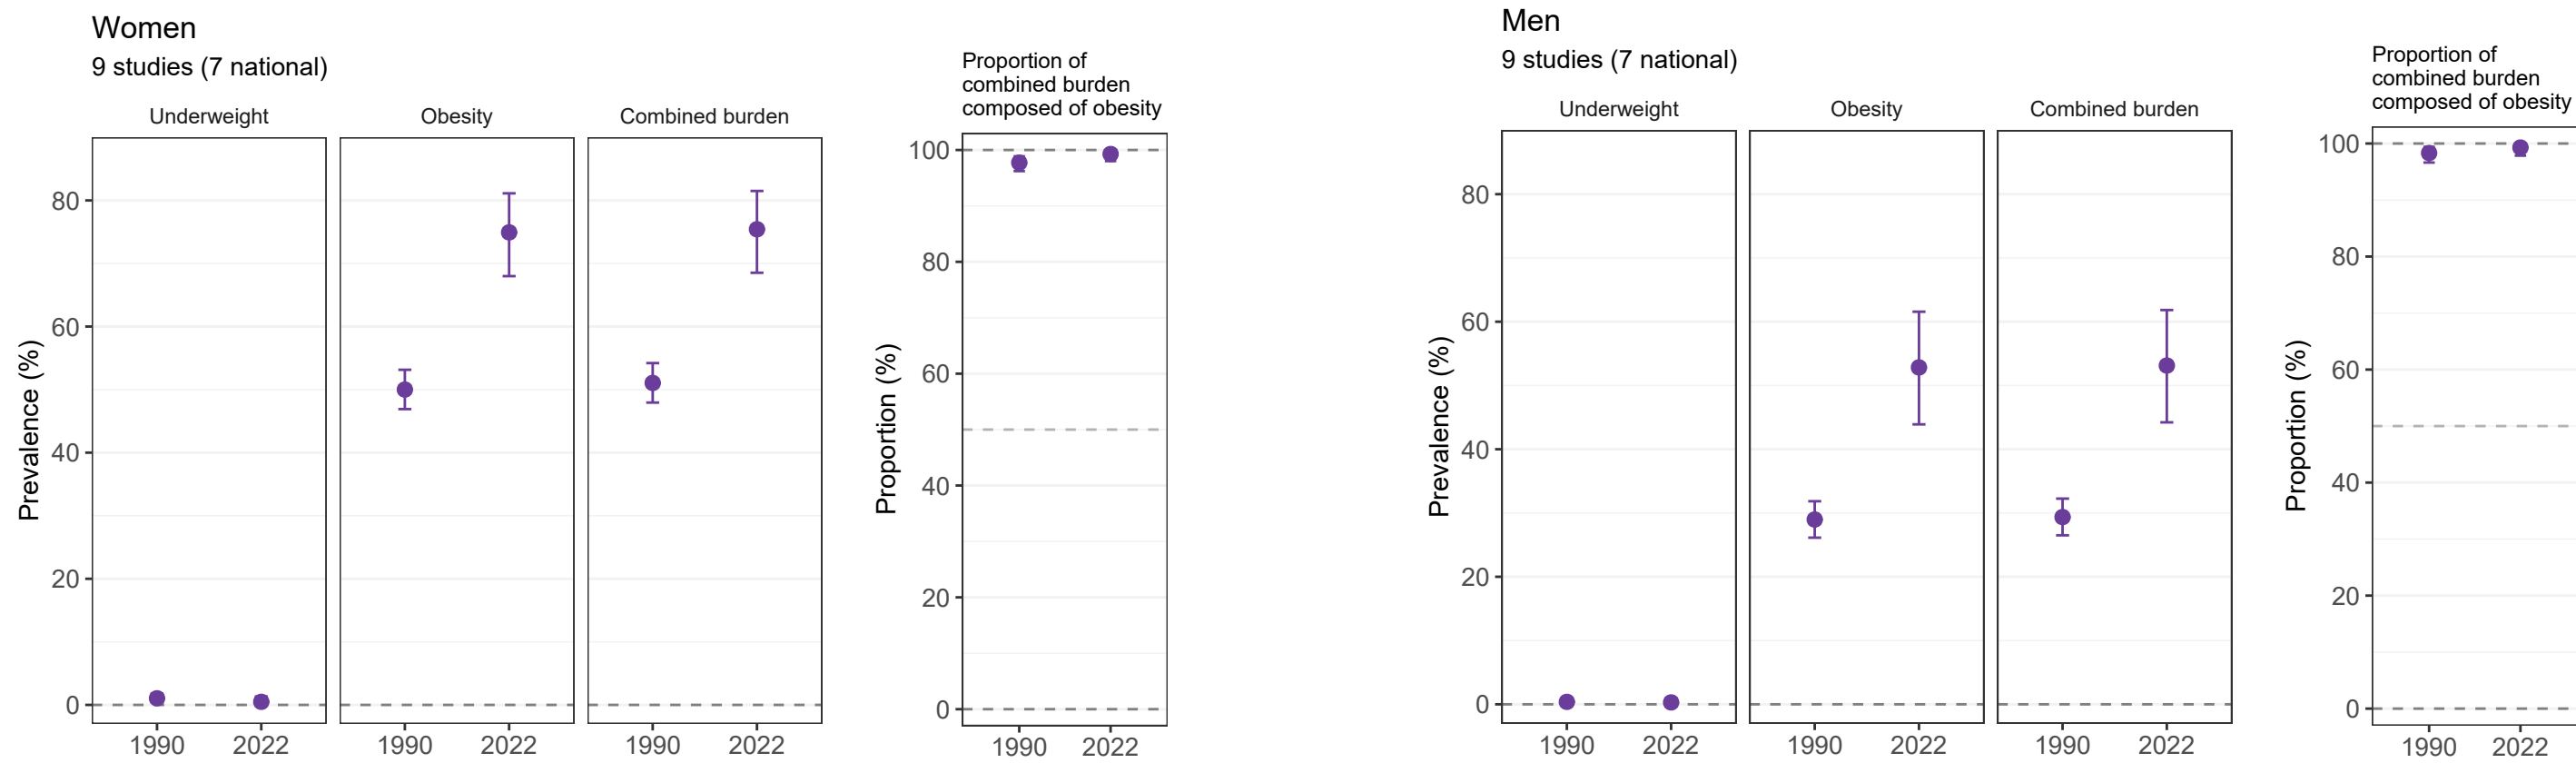 Women
9 studies (7 national)
Underweight
Obesity
Combined burden
Prevalence (%)
80
60
40
20
0
1990 2022
1990 2022
1990 2022
Proportion of
combined burden
composed of obesity
Proportion (%)
100
80
60
40
20
0
1990 2022
Men
9 studies (7 national)
Underweight
Obesity
Combined burden
Prevalence (%)
80
60
40
20
0
1990 2022
1990 2022
1990 2022
Proportion of
combined burden
composed of obesity
Proportion (%)
100
80
60
40
20
0
1990 2022